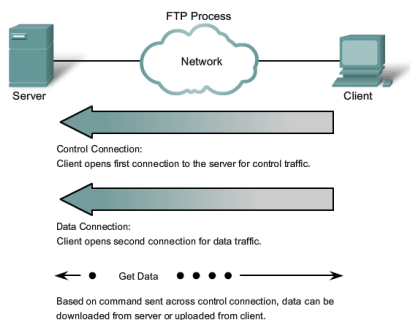 FTP Process
Network
Server
Client
Control Connection:
Client opens first connection to the server for control traffic.
Data Connection:
Client opens second connection for data traffic.
Get Data
Based on command sent across control connection, data can be
downloaded from server or uploaded from client.